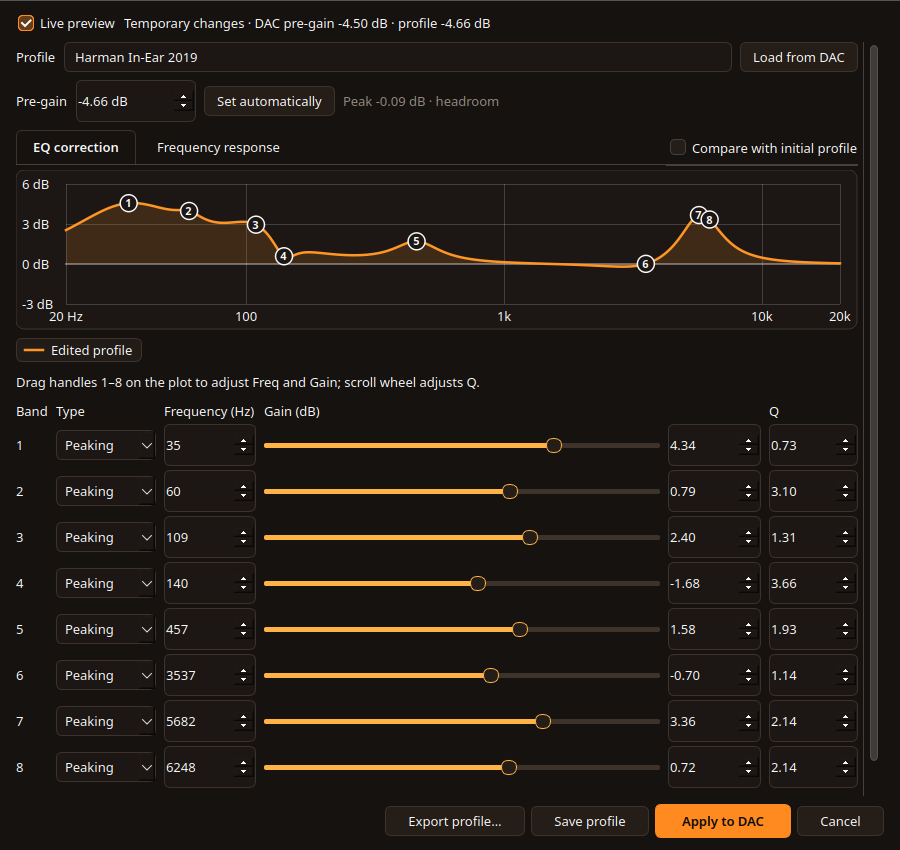 Live preview Temporary changes · DAC pre-gain -4.50 dB · profile -4.66 dB
Profile Harman In-Ear 2019 Load from DAC
Pre-gain -4.66 dB Set automatically Peak -0.09 dB · headroom
EQ correction Frequency response Compare with initial profile
6 dB
3 dB
0 dB
-3 dB
1 2 3 4 5 6 7 8
20 Hz 100 1k 10k 20k
Edited profile
Drag handles 1–8 on the plot to adjust Freq and Gain; scroll wheel adjusts Q.
Band Type Frequency (Hz) Gain (dB) Q
1 Peaking 35 4.34 0.73
2 Peaking 60 0.79 3.10
3 Peaking 109 2.40 1.31
4 Peaking 140 -1.68 3.66
5 Peaking 457 1.58 1.93
6 Peaking 3537 -0.70 1.14
7 Peaking 5682 3.36 2.14
8 Peaking 6248 0.72 2.14
Export profile... Save profile Apply to DAC Cancel